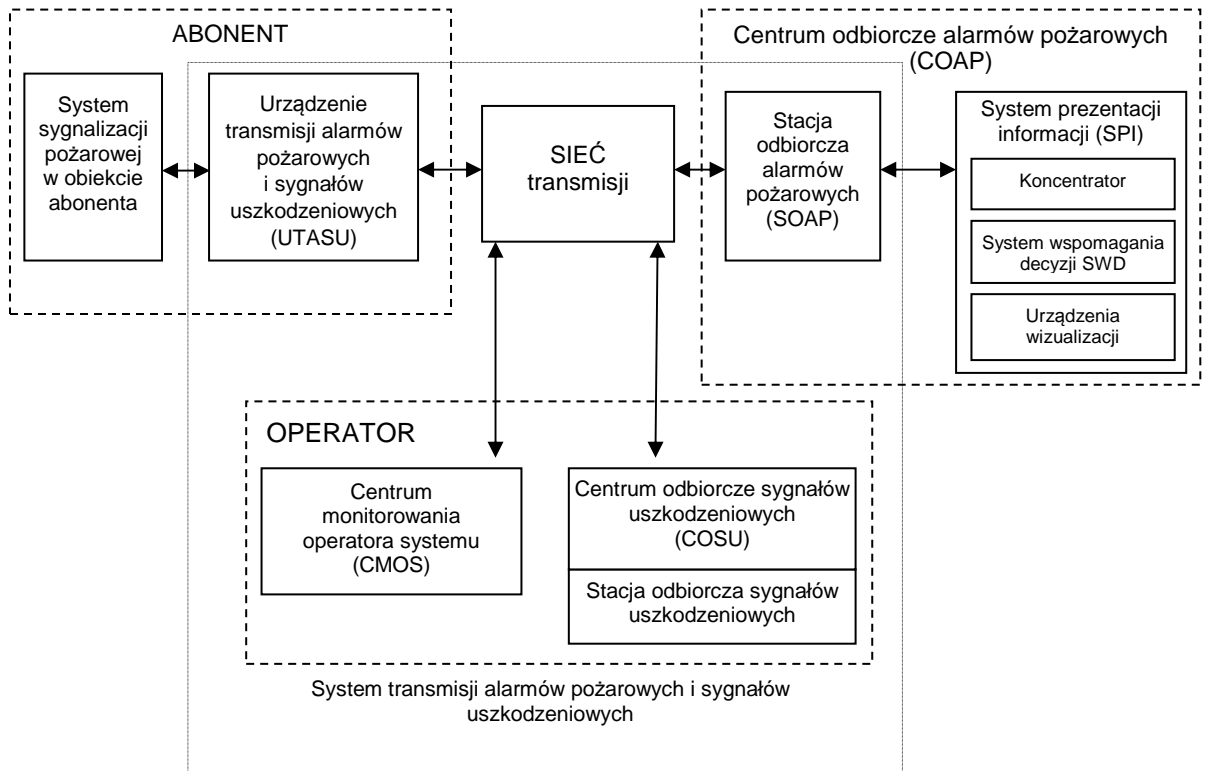 ABONENT
System
sygnalizacji
pożarowej
w obiekcie
abonenta
Urządzenie
transmisji alarmów
pożarowych
i sygnałów
uszkodzeniowych
(UTASU)
SIEĆ
transmisji
Centrum odbiorcze alarmów pożarowych
(COAP)
Stacja
odbiorcza
alarmów
pożarowych
(SOAP)
System prezentacji
informacji (SPI)
Koncentrator
System wspomagania
decyzji SWD
Urządzenia
wizualizacji
OPERATOR
Centrum
monitorowania
operatora systemu
(CMOS)
Centrum odbiorcze sygnałów
uszkodzeniowych
(COSU)
Stacja odbiorcza sygnałów
uszkodzeniowych
System transmisji alarmów pożarowych i sygnałów
uszkodzeniowych